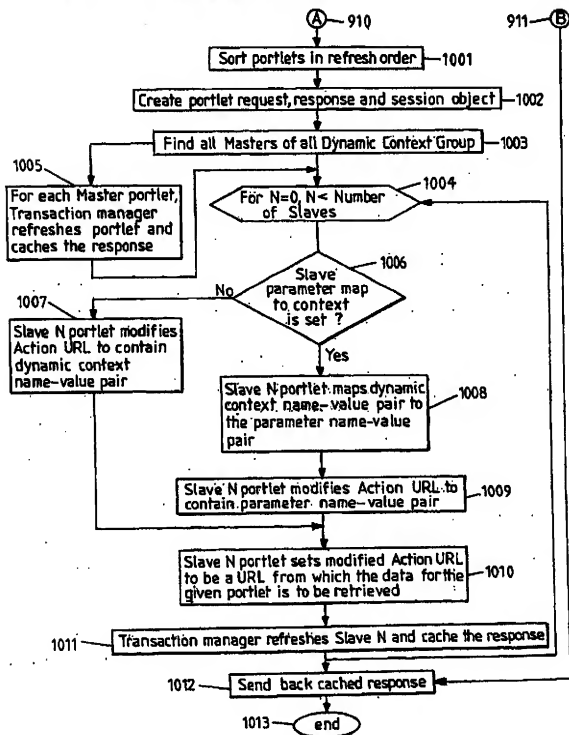 A
910
911
B
Sort portlets in refresh order
1001
Create portlet request, response and session object
1002
Find all Masters of all Dynamic Context Group
1003
1005
For each Master portlet,
Transaction manager
refreshes portlet and
caches the response
1004
For N=0, N< Number
of Slaves
1006
Slave
parameter map
to context
is set ?
No
Yes
1007
Slave N portlet modifies
Action URL to contain
dynamic context
name-value pair
Slave N portlet maps dynamic
context name-value pair to
the parameter name-value
pair
1008
Slave N portlet modifies Action URL to
contain parameter name-value pair
1009
Slave N portlet sets modified Action URL
to be a URL from which the data for the
given portlet is to be retrieved
1010
1011
Transaction manager refreshes Slave N and cache the response
1012
Send back cached response
1013
end